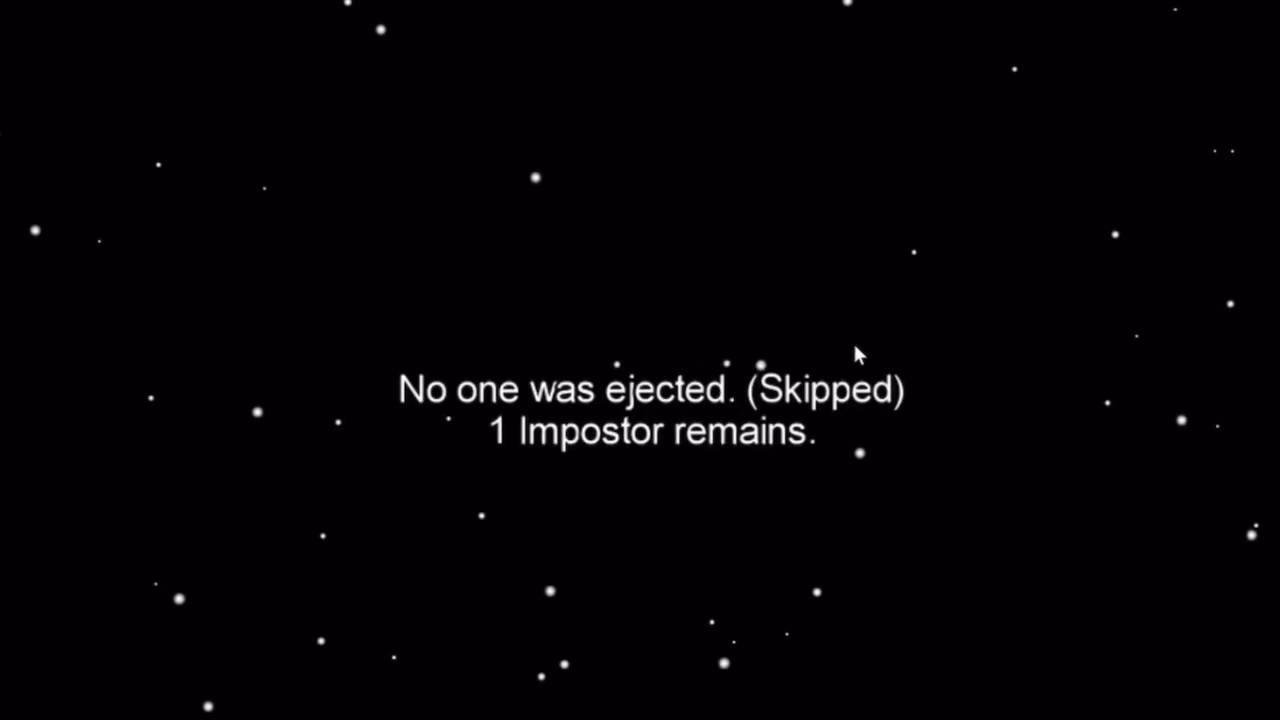 No one was ejected. (Skipped)
1 Impostor remains.